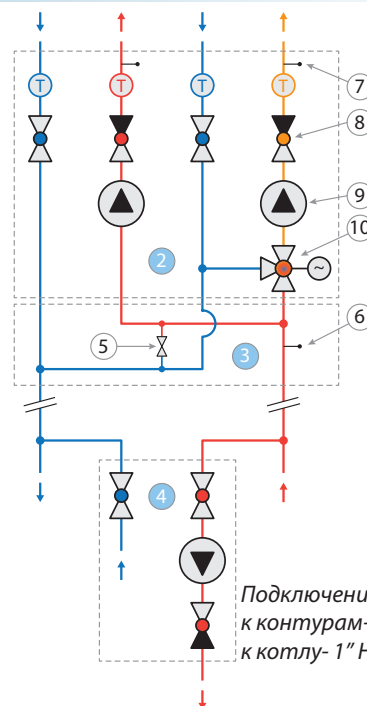 T T T T
7
8
9
10
2
6
5
3
4
~
Подключени
к контурам-
к котлу- 1" Н